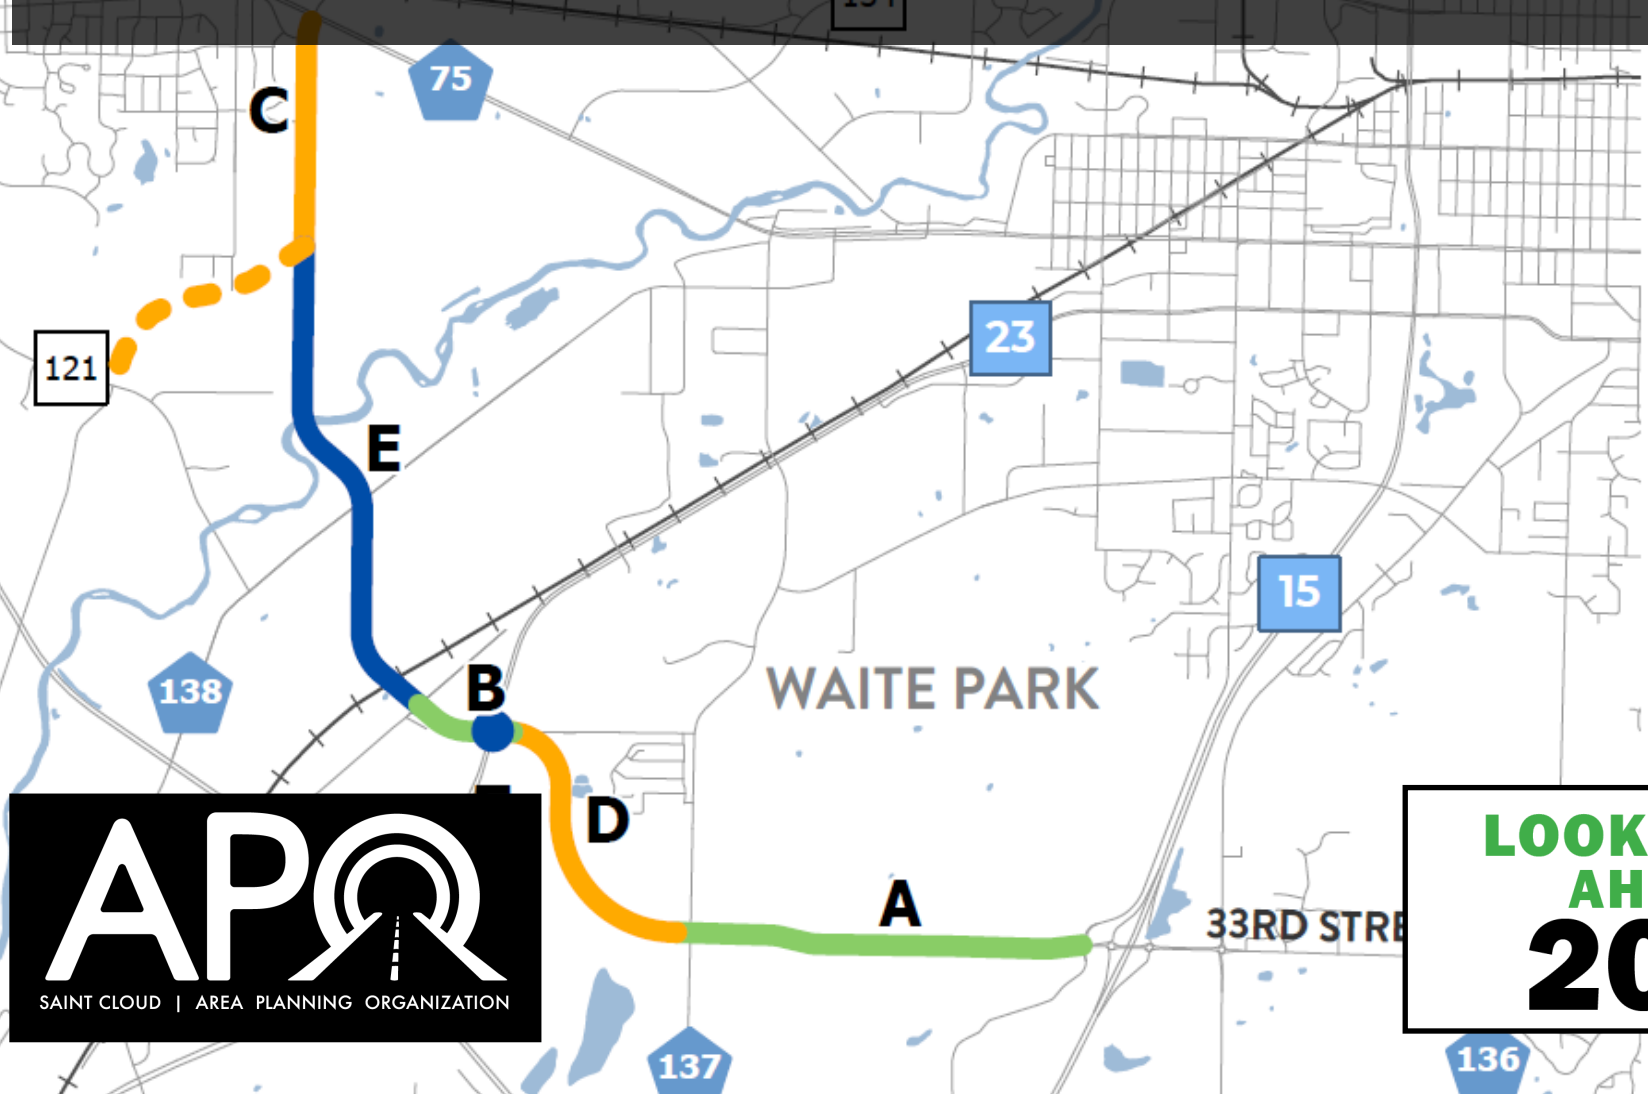 C
75
121
E
23
15
138
B
WAITE PARK
D
A
33RD STRE
LOOK
AH
20
APO
SAINT CLOUD | AREA PLANNING ORGANIZATION
137
136